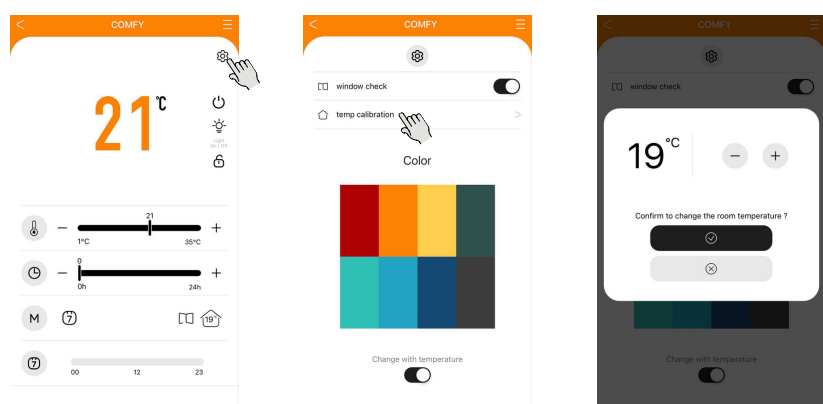 COMFY
21℃
Light
On / Off
21
1°C
35°C
0
0h
24h
M
7
19°
7
00
12
23
COMFY
window check
temp calibration
Color
Change with temperature
COMFY
window check
19°C
Confirm to change the room temperature ?
Change with temperature